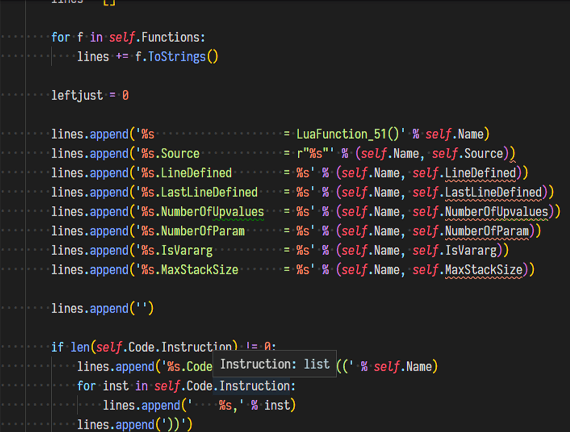 lines = []
for f in self.Functions:
lines += f.ToStrings()
leftjust = 0
lines.append('%s = LuaFunction_51()' % self.Name)
lines.append('%s.Source = r"%s"' % (self.Name, self.Source))
lines.append('%s.LineDefined = %s' % (self.Name, self.LineDefined))
lines.append('%s.LastLineDefined = %s' % (self.Name, self.LastLineDefined))
lines.append('%s.NumberOfUpvalues = %s' % (self.Name, self.NumberOfUpvalues))
lines.append('%s.NumberOfParam = %s' % (self.Name, self.NumberOfParam))
lines.append('%s.IsVararg = %s' % (self.Name, self.IsVararg))
lines.append('%s.MaxStackSize = %s' % (self.Name, self.MaxStackSize))
lines.append('')
if len(self.Code.Instruction) != 0:
lines.append('%s.Code ((' % self.Name)
Instruction: list
for inst in self.Code.Instruction:
lines.append(' %s,' % inst)
lines.append('))')